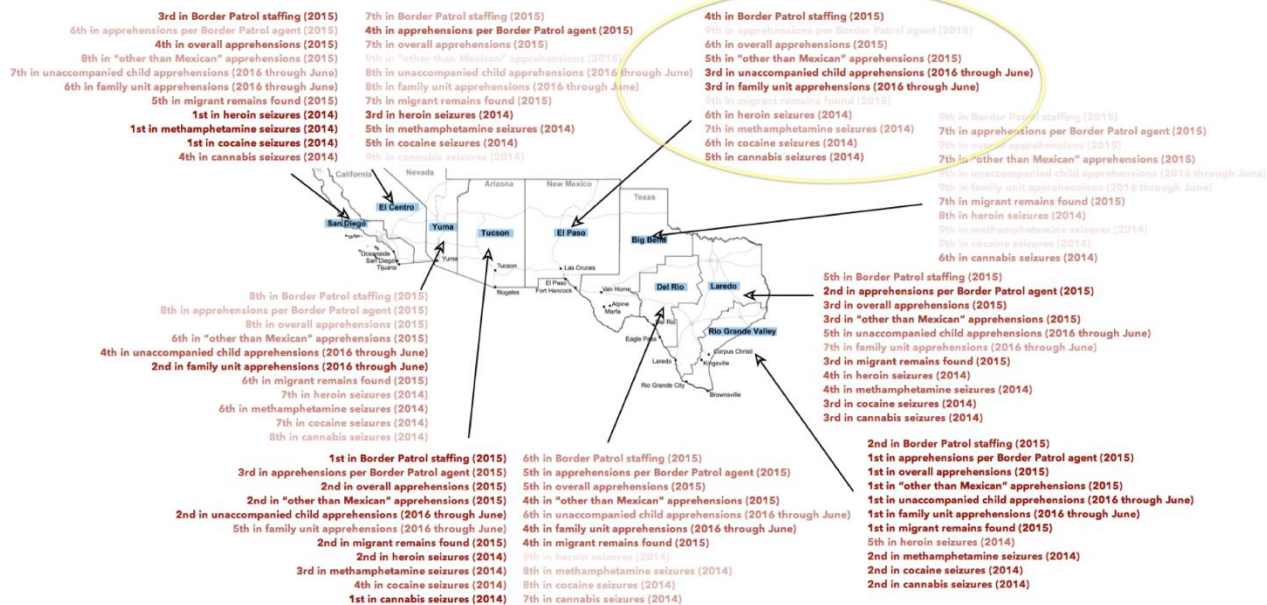 3rd in Border Patrol staffing (2015)
6th in apprehensions per Border Patrol agent (2015)
4th in overall apprehensions (2015)
8th in "other than Mexican" apprehensions (2015)
7th in unaccompanied child apprehensions (2016 through June)
6th in family unit apprehensions (2016 through June)
5th in migrant remains found (2015)
1st in heroin seizures (2014)
1st in methamphetamine seizures (2014)
1st in cocaine seizures (2014)
4th in cannabis seizures (2014)
7th in Border Patrol staffing (2015)
4th in apprehensions per Border Patrol agent (2015)
7th in overall apprehensions (2015)
9th in "other than Mexican" apprehensions (2015)
8th in unaccompanied child apprehensions (2016 through June)
8th in family unit apprehensions (2016 through June)
7th in migrant remains found (2015)
3rd in heroin seizures (2014)
5th in methamphetamine seizures (2014)
5th in cocaine seizures (2014)
9th in cannabis seizures (2014)
4th in Border Patrol staffing (2015)
9th in apprehensions per Border Patrol agent (2015)
6th in overall apprehensions (2015)
5th in "other than Mexican" apprehensions (2015)
3rd in unaccompanied child apprehensions (2016 through June)
3rd in family unit apprehensions (2016 through June)
9th in migrant remains found (2015)
6th in heroin seizures (2014)
7th in methamphetamine seizures (2014)
6th in cocaine seizures (2014)
5th in cannabis seizures (2014)
9th in Border Patrol staffing (2015)
7th in apprehensions per Border Patrol agent (2015)
9th in overall apprehensions (2015)
7th in "other than Mexican" apprehensions (2015)
9th in unaccompanied child apprehensions (2016 through June)
9th in family unit apprehensions (2016 through June)
7th in migrant remains found (2015)
8th in heroin seizures (2014)
9th in methamphetamine seizures (2014)
9th in cocaine seizures (2014)
6th in cannabis seizures (2014)
California
Nevada
Arizona
New Mexico
Texas
San Diego
El Centro
Yuma
Tucson
El Paso
Big Bend
Del Rio
Laredo
Rio Grande Valley
Oceanside
San Diego
Tijuana
Yuma
Tucson
Nogales
Las Cruces
El Paso
Fort Hancock
Van Horne
Alpine
Marfa
Del Rio
Eagle Pass
Laredo
Rio Grande City
Corpus Christi
Kingsville
Brownsville
8th in Border Patrol staffing (2015)
8th in apprehensions per Border Patrol agent (2015)
8th in overall apprehensions (2015)
6th in "other than Mexican" apprehensions (2015)
4th in unaccompanied child apprehensions (2016 through June)
2nd in family unit apprehensions (2016 through June)
6th in migrant remains found (2015)
7th in heroin seizures (2014)
6th in methamphetamine seizures (2014)
7th in cocaine seizures (2014)
8th in cannabis seizures (2014)
5th in Border Patrol staffing (2015)
2nd in apprehensions per Border Patrol agent (2015)
3rd in overall apprehensions (2015)
3rd in "other than Mexican" apprehensions (2015)
5th in unaccompanied child apprehensions (2016 through June)
7th in family unit apprehensions (2016 through June)
3rd in migrant remains found (2015)
4th in heroin seizures (2014)
4th in methamphetamine seizures (2014)
3rd in cocaine seizures (2014)
3rd in cannabis seizures (2014)
1st in Border Patrol staffing (2015)
3rd in apprehensions per Border Patrol agent (2015)
2nd in overall apprehensions (2015)
2nd in "other than Mexican" apprehensions (2015)
2nd in unaccompanied child apprehensions (2016 through June)
5th in family unit apprehensions (2016 through June)
2nd in migrant remains found (2015)
2nd in heroin seizures (2014)
3rd in methamphetamine seizures (2014)
4th in cocaine seizures (2014)
1st in cannabis seizures (2014)
6th in Border Patrol staffing (2015)
5th in apprehensions per Border Patrol agent (2015)
5th in overall apprehensions (2015)
4th in "other than Mexican" apprehensions (2015)
6th in unaccompanied child apprehensions (2016 through June)
4th in family unit apprehensions (2016 through June)
4th in migrant remains found (2015)
9th in heroin seizures (2014)
8th in methamphetamine seizures (2014)
8th in cocaine seizures (2014)
7th in cannabis seizures (2014)
2nd in Border Patrol staffing (2015)
1st in apprehensions per Border Patrol agent (2015)
1st in overall apprehensions (2015)
1st in "other than Mexican" apprehensions (2015)
1st in unaccompanied child apprehensions (2016 through June)
1st in family unit apprehensions (2016 through June)
1st in migrant remains found (2015)
5th in heroin seizures (2014)
2nd in methamphetamine seizures (2014)
2nd in cocaine seizures (2014)
2nd in cannabis seizures (2014)